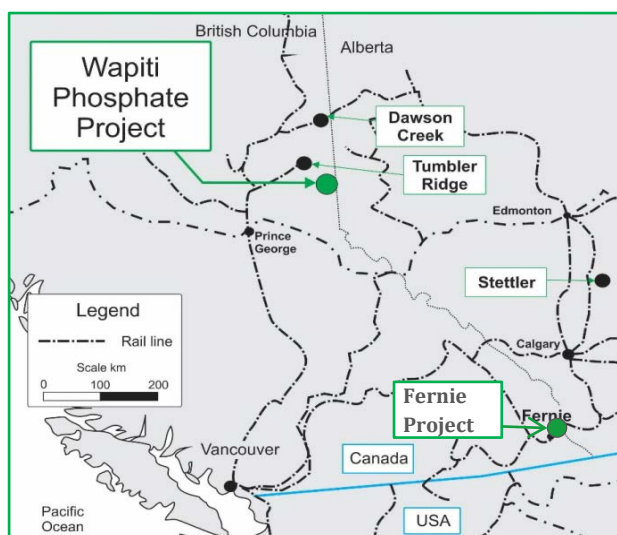 British Columbia
Alberta
Wapiti
Phosphate
Project
Dawson
Creek
Tumbler
Ridge
Edmonton
Prince
George
Stettler
Legend
Rail line
Scale km
0 100 200
Calgary
Fernie
Project
Fernie
Vancouver
Canada
USA
Pacific
Ocean